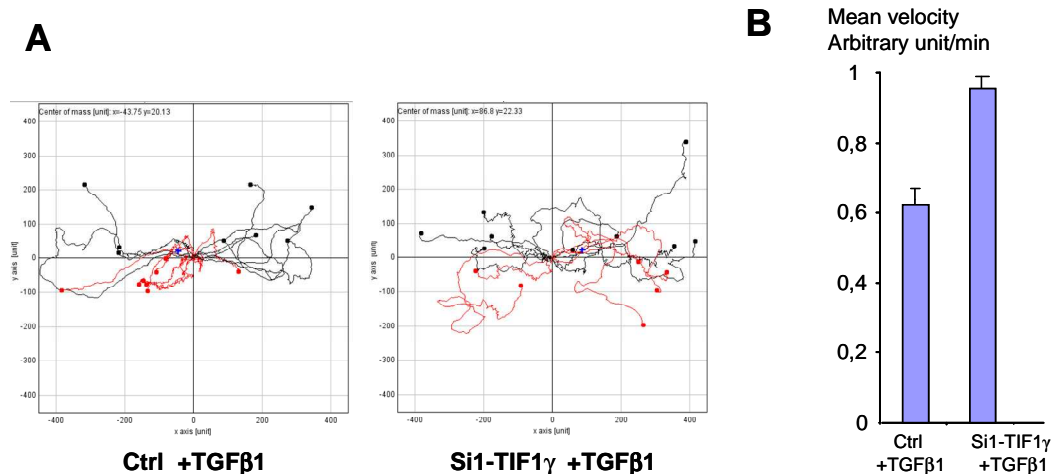 A
Center of mass [unit]: x=-43.75 y=20.13
400
300
200
100
0
-100
-200
-300
-400
y axis [unit]
-400
-200
0
200
400
x axis [unit]
Ctrl +TGFβ1
Center of mass [unit]: x=86.8 y=22.33
400
300
200
100
0
-100
-200
-300
-400
y axis [unit]
-400
-200
0
200
400
x axis [unit]
Si1-TIF1γ +TGFβ1
B
Mean velocity
Arbitrary unit/min
1
0,8
0,6
0,4
0,2
0
Ctrl
+TGFβ1
Si1-TIF1γ
+TGFβ1